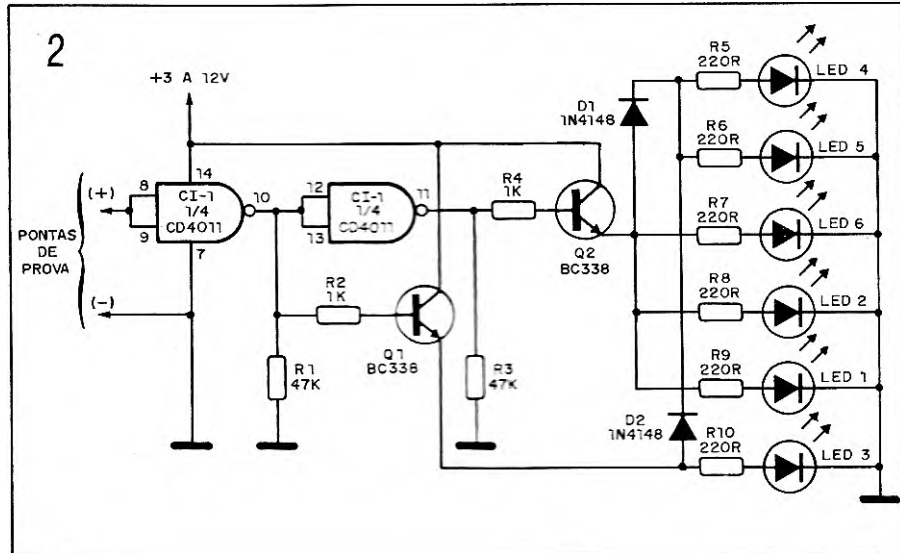 2
+3 A 12V
PONTAS
DE
PROVA
(+)
(-)
8
9
14
CI-1
1/4
CD4011
7
10
12
13
CI-1
1/4
CD4011
11
R1
47K
R2
1K
Q1
BC338
R3
47K
R4
1K
Q2
BC338
D1
1N4148
D2
1N4148
R5
220R
LED 4
R6
220R
LED 5
R7
220R
LED 6
R8
220R
LED 2
R9
220R
LED 1
R10
220R
LED 3